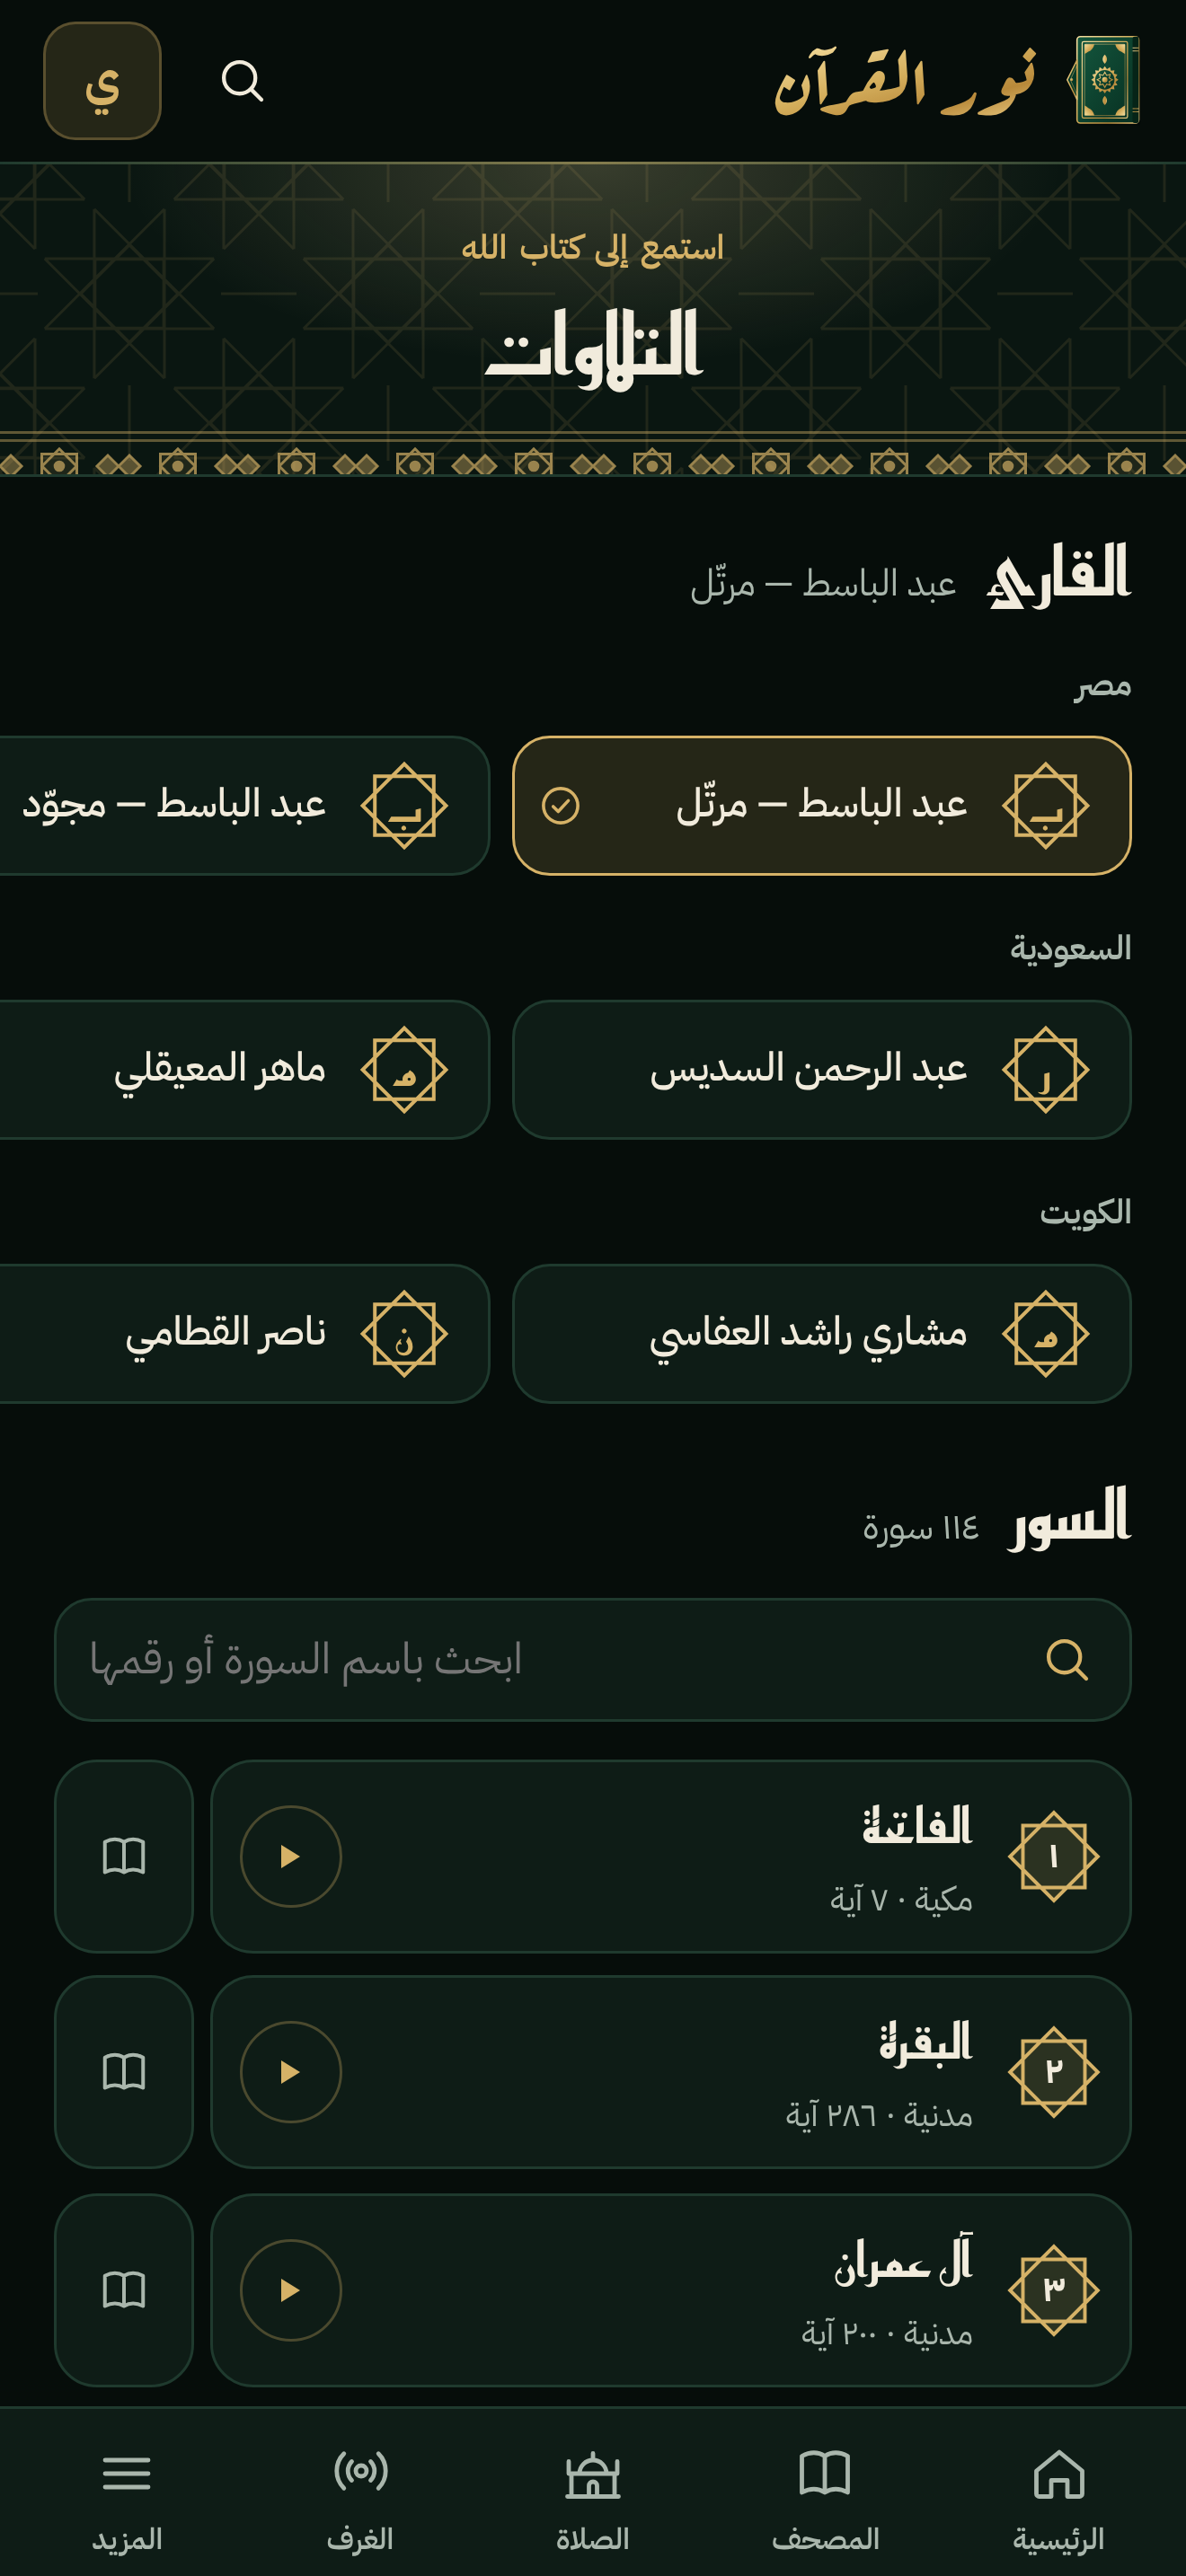 نور القرآن
ي
استمع إلى كتاب الله
التلاوات
القارئ
عبد الباسط — مرتّل
مصر
ب
عبد الباسط — مرتّل
ب
عبد الباسط — مجوّد
السعودية
ر
عبد الرحمن السديس
م
ماهر المعيقلي
الكويت
م
مشاري راشد العفاسي
ن
ناصر القطامي
السور
١١٤ سورة
ابحث باسم السورة أو رقمها
١
الفاتحة
مكية · ٧ آية
٢
البقرة
مدنية · ٢٨٦ آية
٣
آل عمران
مدنية · ٢٠٠ آية
الرئيسية
المصحف
الصلاة
الغرف
المزيد